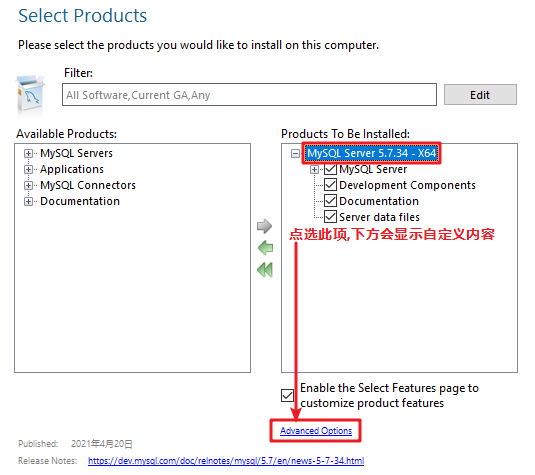 Select Products
Please select the products you would like to install on this computer.
Filter:
All Software,Current GA,Any
Edit
Available Products:
MySQL Servers
Applications
MySQL Connectors
Documentation
Products To Be Installed:
MySQL Server 5.7.34 - X64
MySQL Server
Development Components
Documentation
Server data files
点选此项,下方会显示自定义内容
Enable the Select Features page to
customize product features
Advanced Options
Published: 2021年4月20日
Release Notes: https://dev.mysql.com/doc/relnotes/mysql/5.7/en/news-5-7-34.html